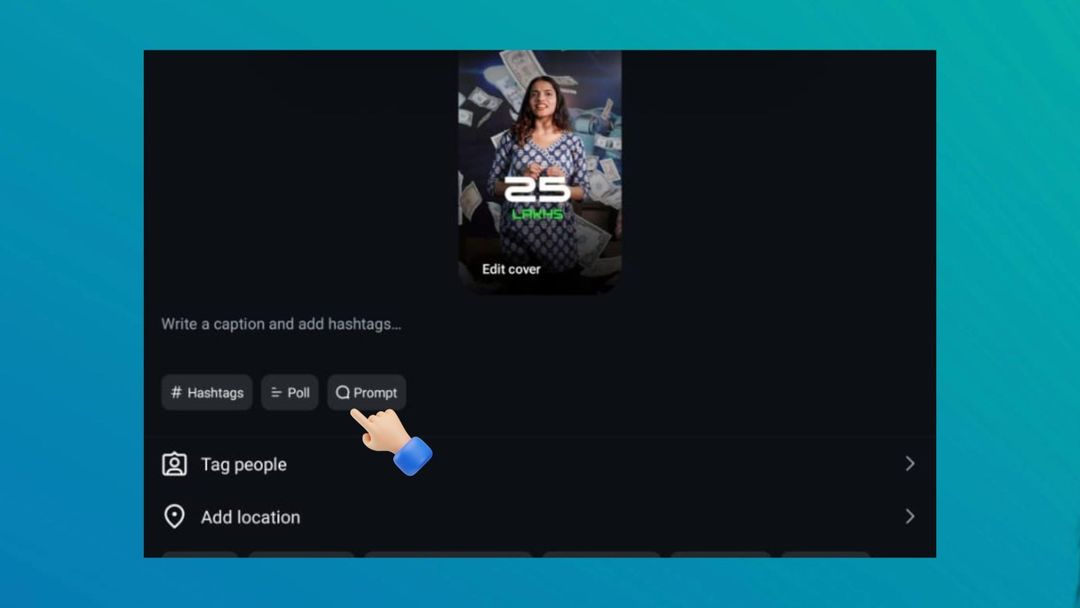 25
LAKHS
Edit cover
Write a caption and add hashtags...
# Hashtags
Poll
Prompt
Tag people
Add location